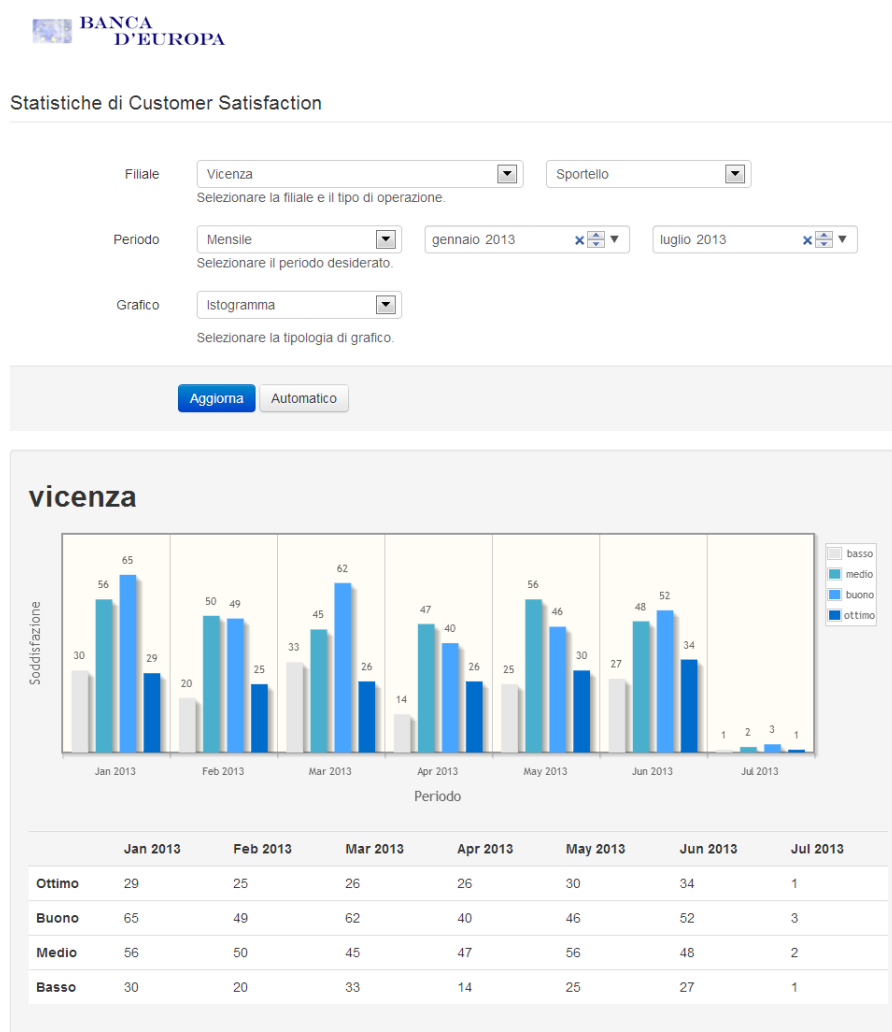 BANCA
D'EUROPA
Statistiche di Customer Satisfaction
Filiale Vicenza Sportello
Selezionare la filiale e il tipo di operazione.
Periodo Mensile gennaio 2013 luglio 2013
Selezionare il periodo desiderato.
Grafico Istogramma
Selezionare la tipologia di grafico.
Aggiorna Automatico
vicenza
Soddisfazione
30 56 65 29
20 50 49 25
33 45 62 26
14 47 40 26
25 56 46 30
27 48 52 34
1 2 3 1
basso
medio
buono
ottimo
Jan 2013 Feb 2013 Mar 2013 Apr 2013 May 2013 Jun 2013 Jul 2013
Periodo
Jan 2013 Feb 2013 Mar 2013 Apr 2013 May 2013 Jun 2013 Jul 2013
Ottimo 29 25 26 26 30 34 1
Buono 65 49 62 40 46 52 3
Medio 56 50 45 47 56 48 2
Basso 30 20 33 14 25 27 1